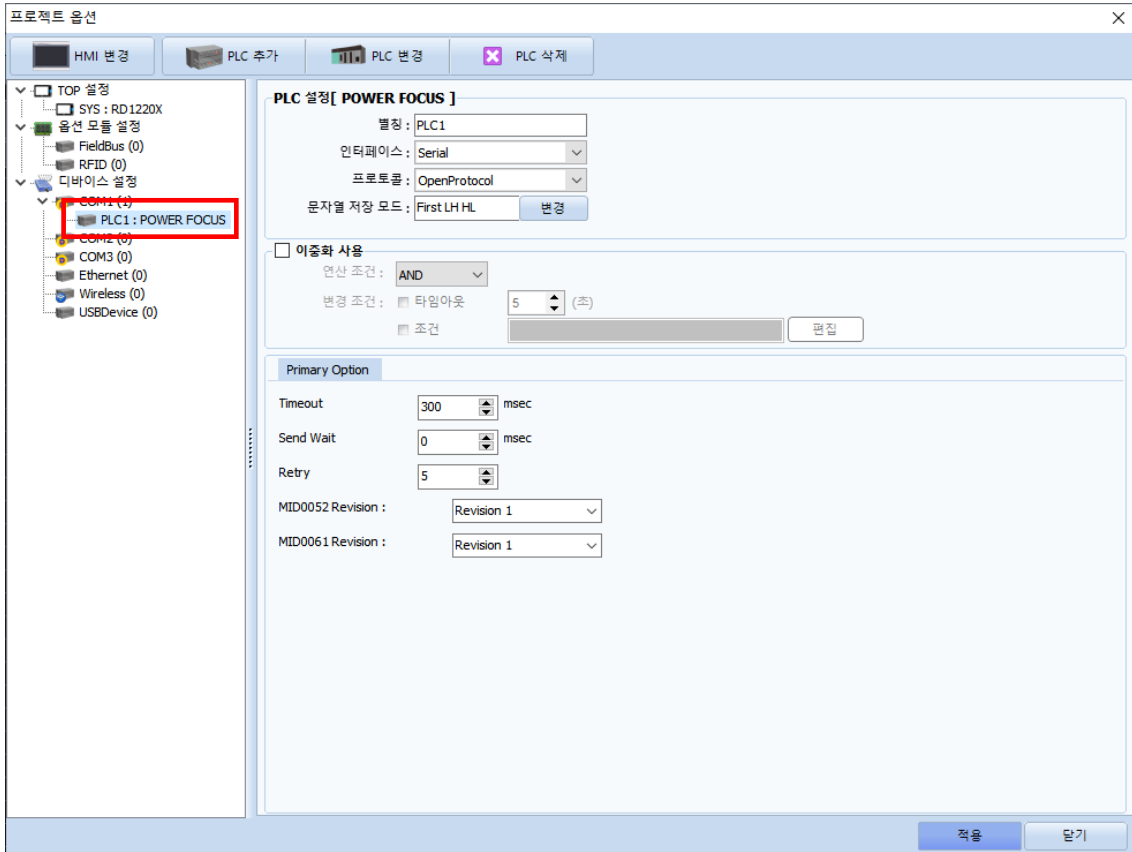 프로젝트 옵션
HMI 변경
PLC 추가
PLC 변경
PLC 삭제
TOP 설정
SYS : RD1220X
옵션 모듈 설정
FieldBus (0)
RFID (0)
디바이스 설정
COM1 (1)
PLC1 : POWER FOCUS
COM2 (0)
COM3 (0)
Ethernet (0)
Wireless (0)
USBDevice (0)
PLC 설정[ POWER FOCUS ]
별칭 : PLC1
인터페이스 : Serial
프로토콜 : OpenProtocol
문자열 저장 모드 : First LH HL 변경
이중화 사용
연산 조건 : AND
변경 조건 : 타임아웃 5 (초)
조건 편집
Primary Option
Timeout 300 msec
Send Wait 0 msec
Retry 5
MID0052 Revision : Revision 1
MID0061 Revision : Revision 1
적용
닫기